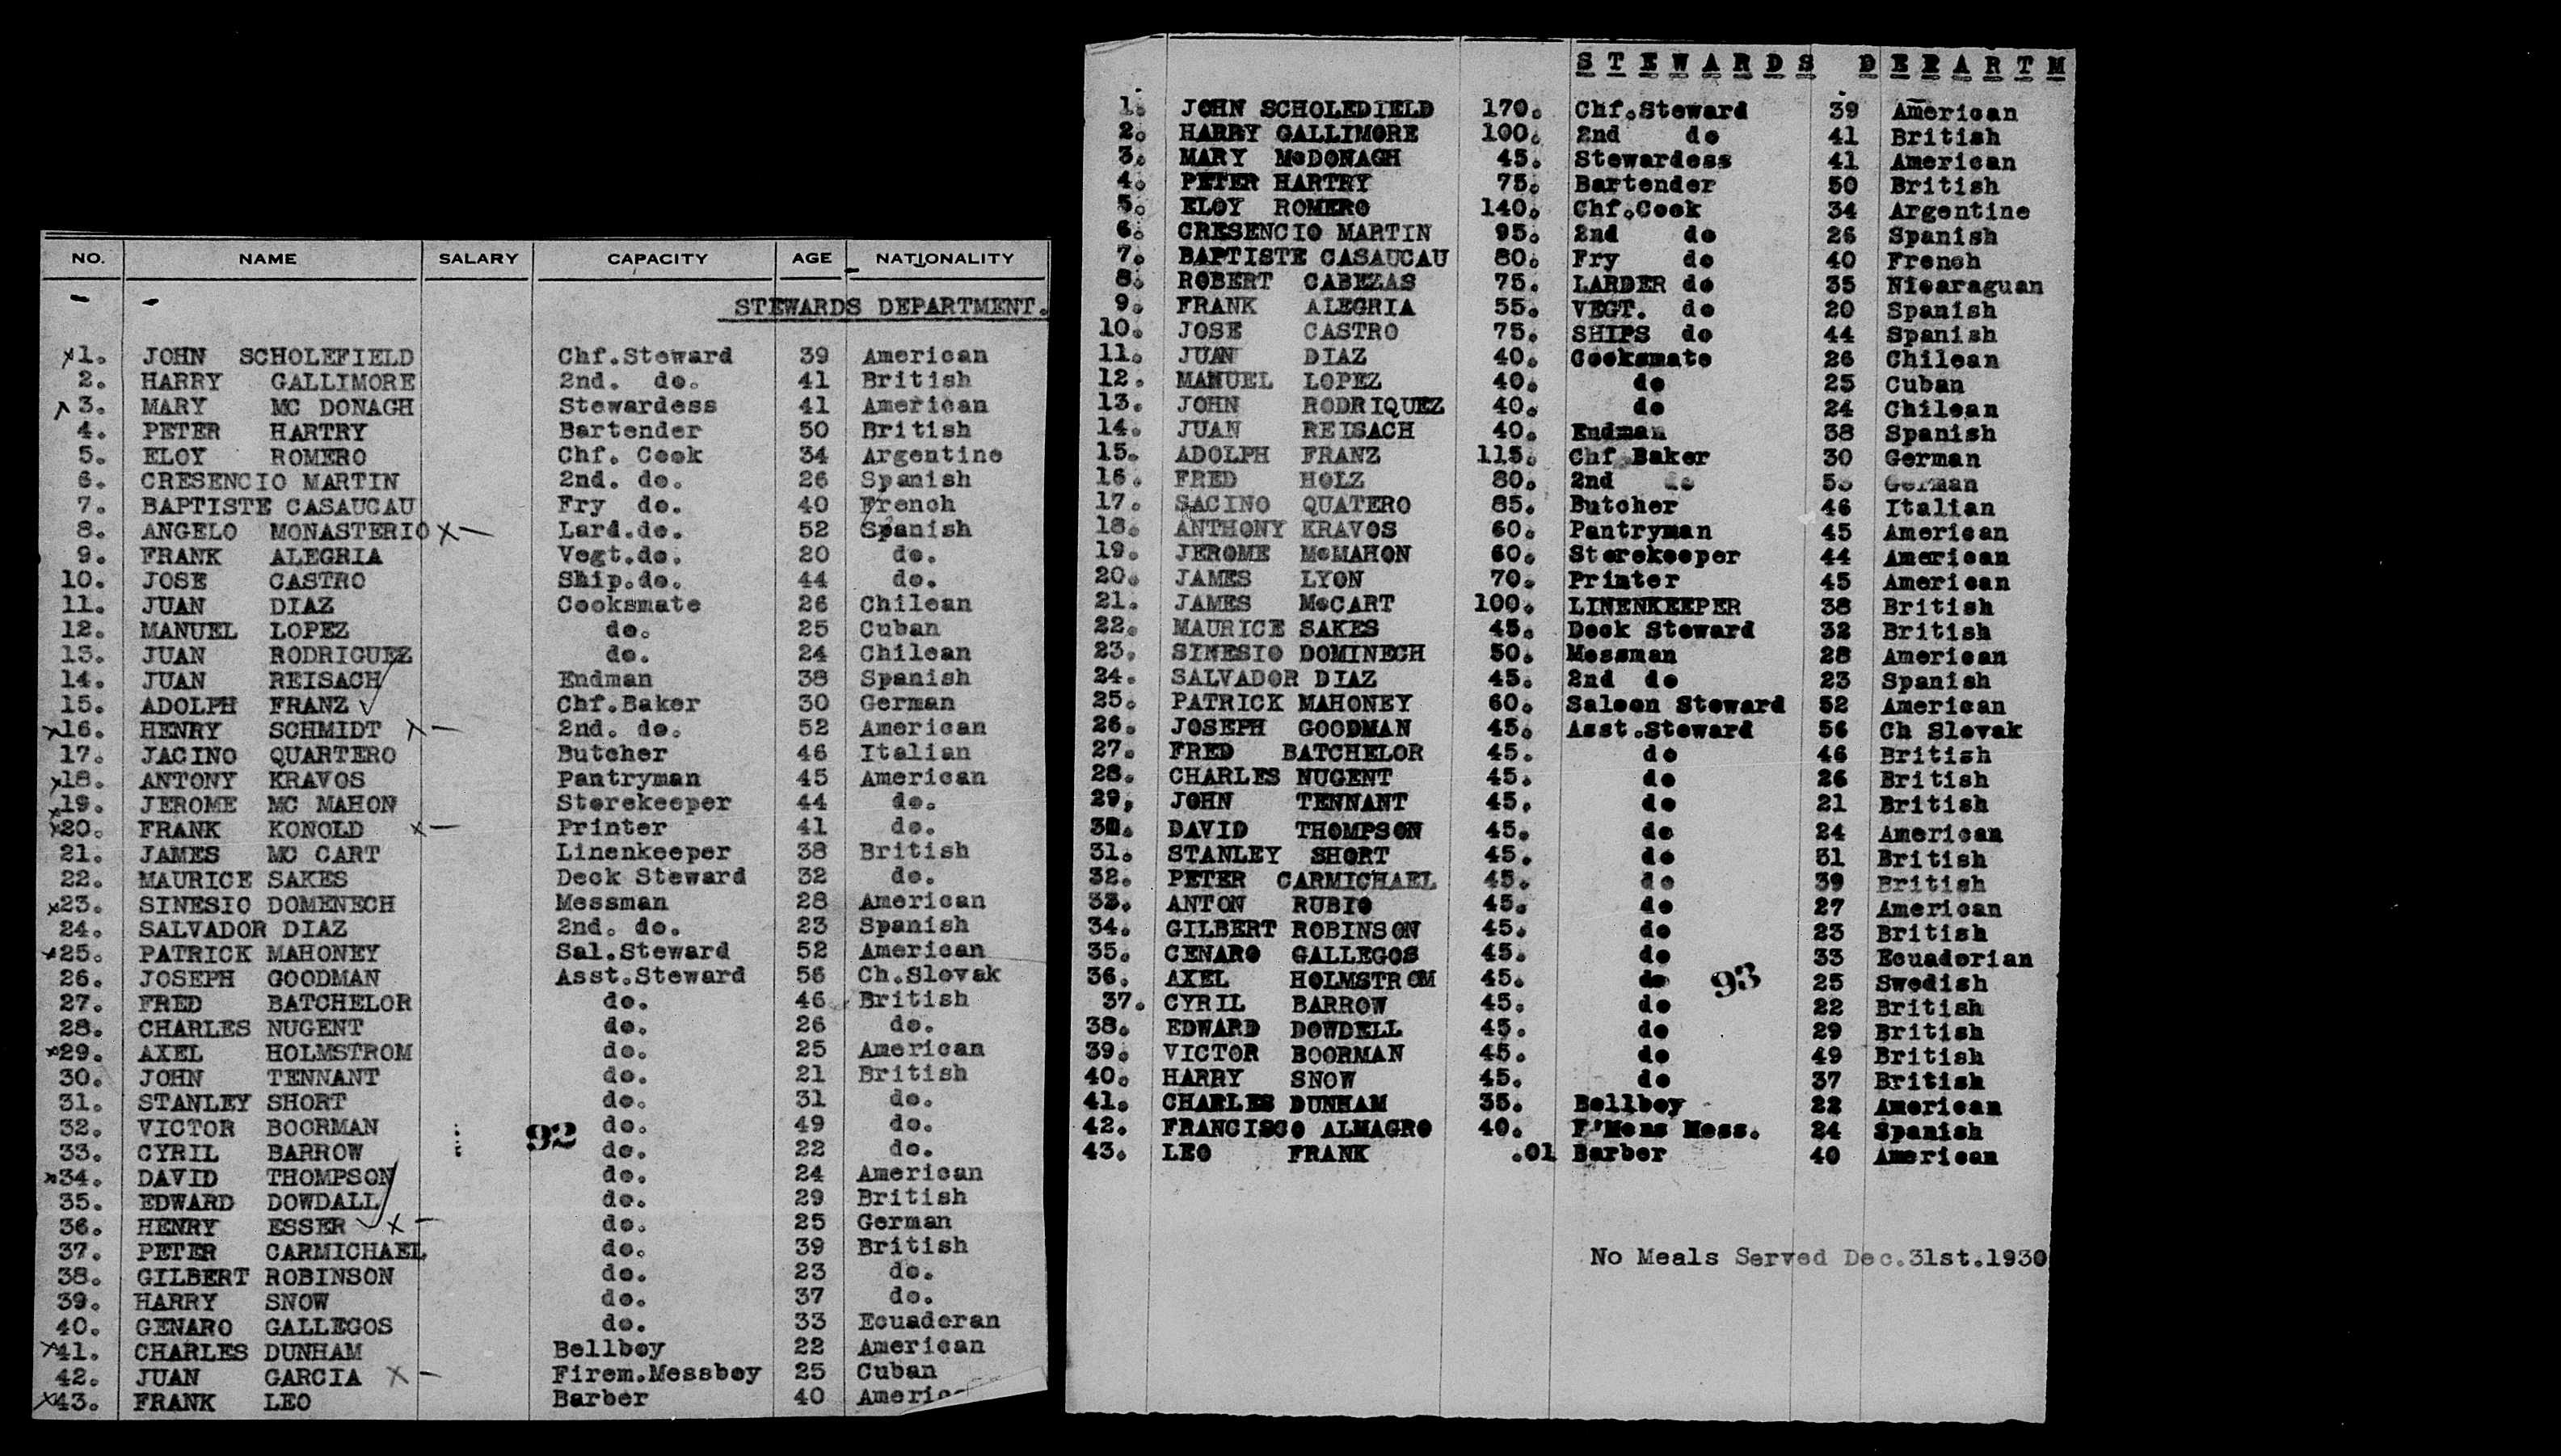 NO. NAME SALARY CAPACITY AGE NATIONALITY
STEWARDS DEPARTMENT.
1. JOHN SCHOLEFIELD Chf.Steward 39 American
2. HARRY GALLIMORE 2nd. do. 41 British
3. MARY MC DONAGH Stewardess 41 American
4. PETER HARTRY Bartender 50 British
5. ELOY ROMERO Chf. Cook 34 Argentine
6. CRESENCIO MARTIN 2nd. do. 26 Spanish
7. BAPTISTE CASAUCAU Fry do. 40 French
8. ANGELO MONASTERIO X — Lard.do. 52 Spanish
9. FRANK ALEGRIA Vegt.do. 20 do.
10. JOSE CASTRO Ship.do. 44 do.
11. JUAN DIAZ Cooksmate 26 Chilean
12. MANUEL LOPEZ do. 25 Cuban
13. JUAN RODRIGUEZ do. 24 Chilean
14. JUAN REISACH Endman 38 Spanish
15. ADOLPH FRANZ Chf.Baker 30 German
16. HENRY SCHMIDT X — 2nd. do. 52 American
17. JACINO QUARTERO Butcher 46 Italian
18. ANTONY KRAVOS Pantryman 45 American
19. JEROME MC MAHON Storekeeper 44 do.
20. FRANK KONOLD X — Printer 41 do.
21. JAMES MC CART Linenkeeper 38 British
22. MAURICE SAKES Deck Steward 32 do.
23. SINESIO DOMENECH Messman 28 American
24. SALVADOR DIAZ 2nd. do. 23 Spanish
25. PATRICK MAHONEY Sal.Steward 52 American
26. JOSEPH GOODMAN Asst.Steward 56 Ch.Slovak
27. FRED BATCHELOR do. 46 British
28. CHARLES NUGENT do. 26 do.
29. AXEL HOLMSTROM do. 25 American
30. JOHN TENNANT do. 21 British
31. STANLEY SHORT do. 31 do.
32. VICTOR BOORMAN do. 49 do.
92
33. CYRIL BARROW do. 22 do.
34. DAVID THOMPSON do. 24 American
35. EDWARD DOWDALL do. 29 British
36. HENRY ESSER X — do. 25 German
37. PETER CARMICHAEL do. 39 British
38. GILBERT ROBINSON do. 23 do.
39. HARRY SNOW do. 37 do.
40. GENARO GALLEGOS do. 33 Ecuadoran
41. CHARLES DUNHAM Bellboy 22 American
42. JUAN GARCIA X — Firem.Messboy 25 Cuban
43. FRANK LEO Barber 40 Americ
STEWARDS DEPARTM
1. JOHN SCHOLEDIELD 170. Chf.Steward 39 American
2. HARRY GALLIMORE 100. 2nd do 41 British
3. MARY McDONAGH 45. Stewardess 41 American
4. PETER HARTRY 75. Bartender 50 British
5. ELOY ROMERO 140. Chf.Cook 34 Argentine
6. CRESENCIO MARTIN 95. 2nd do 26 Spanish
7. BAPTISTE CASAUCAU 80. Fry do 40 French
8. ROBERT CABEZAS 75. LARDER do 35 Nicaraguan
9. FRANK ALEGRIA 55. VEGT. do 20 Spanish
10. JOSE CASTRO 75. SHIPS do 44 Spanish
11. JUAN DIAZ 40. Cooksmate 26 Chilean
12. MANUEL LOPEZ 40. do 25 Cuban
13. JOHN RODRIQUEZ 40. do 24 Chilean
14. JUAN REISACH 40. Endman 38 Spanish
15. ADOLPH FRANZ 115. Chf Baker 30 German
16. FRED HOLZ 80. 2nd do German
17. SACINO QUATERO 85. Butcher 46 Italian
18. ANTHONY KRAVOS 60. Pantryman 45 American
19. JEROME McMAHON 60. Storekeeper 44 American
20. JAMES LYON 70. Printer 45 American
21. JAMES McCART 100. LINENKEEPER 38 British
22. MAURICE SAKES 45. Deck Steward 32 British
23. SINESIO DOMINECH 50. Messman 28 American
24. SALVADOR DIAZ 45. 2nd do 23 Spanish
25. PATRICK MAHONEY 60. Saloon Steward 52 American
26. JOSEPH GOODMAN 45. Asst.Steward 56 Ch Slovak
27. FRED BATCHELOR 45. do 46 British
28. CHARLES NUGENT 45. do 26 British
29, JOHN TENNANT 45. do 21 British
30. DAVID THOMPSON 45. do 24 American
31. STANLEY SHORT 45. do 31 British
32. PETER CARMICHAEL 45. do 39 British
33. ANTON RUBIO 45. do 27 American
34. GILBERT ROBINSON 45. do 23 British
35. CENARO GALLEGOS 45. do 33 Ecuadorian
36. AXEL HOLMSTROM 45. do 25 Swedish
93
37. CYRIL BARROW 45. do 22 British
38. EDWARD DOWDELL 45. do 29 British
39. VICTOR BOORMAN 45. do 49 British
40. HARRY SNOW 45. do 37 British
41. CHARLES DUNHAM 35. Bellboy 22 American
42. FRANCISCO ALMAGRO 40. F'Mens Mess. 24 Spanish
43. LEO FRANK .01 Barber 40 American
No Meals Served Dec.31st.1930